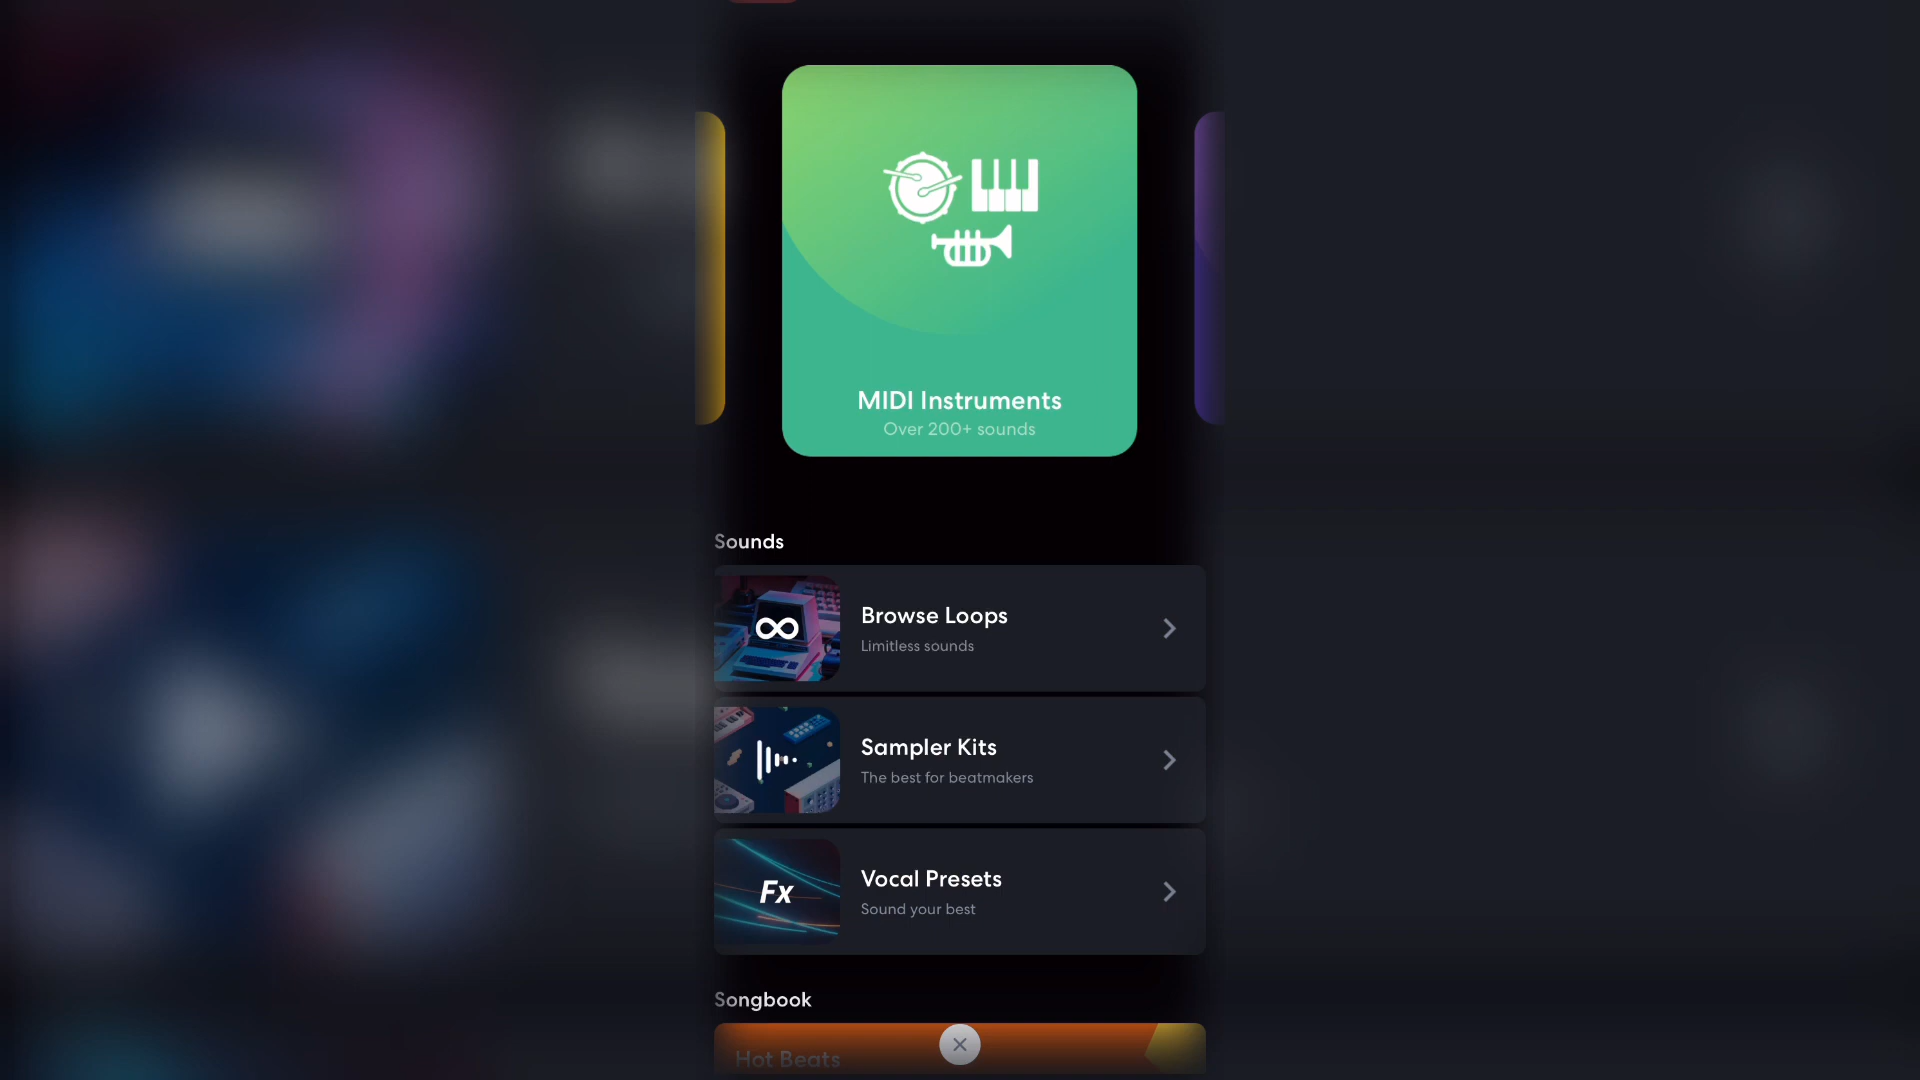 MIDI Instruments
Over 200+ sounds
Sounds
Browse Loops
Limitless sounds
Sampler Kits
The best for beatmakers
Fx
Vocal Presets
Sound your best
Songbook
Hot Beats